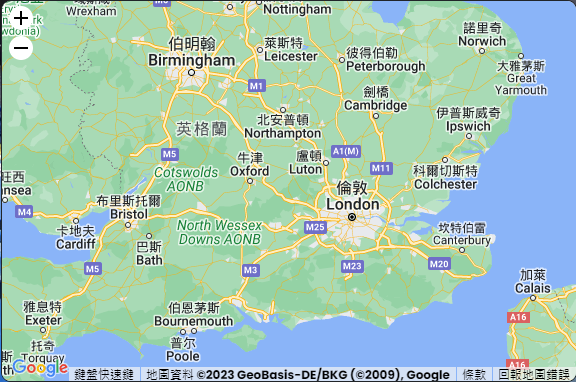 Wrexham
Nottingham
諾里奇
Norwich
伯明翰
Birmingham
萊斯特
Leicester
彼得伯勒
Peterborough
大雅茅斯
Great
Yarmouth
M1
劍橋
Cambridge
北安普頓
Northampton
伊普斯威奇
Ipswich
英格蘭
M5
牛津
Oxford
盧頓
Luton
A1(M)
M11
科爾切斯特
Colchester
Cotswolds
AONB
倫敦
London
M4
布里斯托爾
Bristol
卡地夫
Cardiff
North Wessex
Downs AONB
M25
坎特伯雷
Canterbury
巴斯
Bath
M5
M3
M23
M20
加萊
Calais
雅息特
Exeter
伯恩茅斯
Bournemouth
A16
托奇
Torquay
普尔
Poole
A16
Google
鍵盤快速鍵
地圖資料 ©2023 GeoBasis-DE/BKG (©2009), Google
條款
回報地圖錯誤